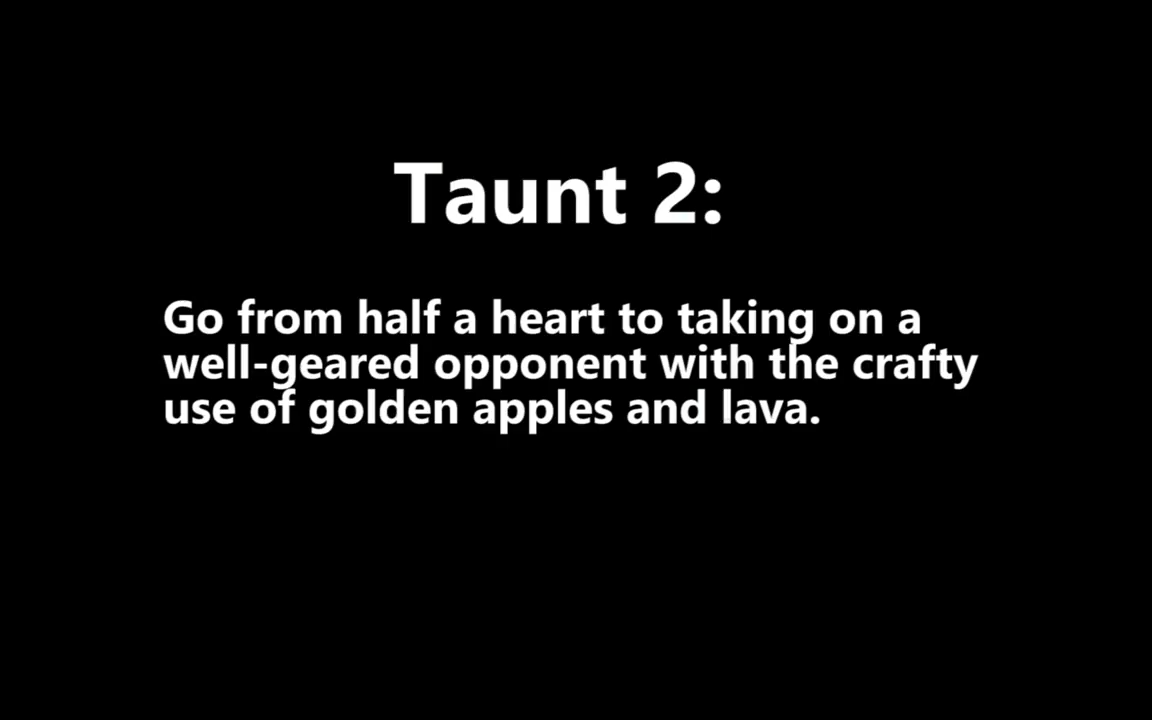 Taunt 2:
Go from half a heart to taking on a
well-geared opponent with the crafty
use of golden apples and lava.